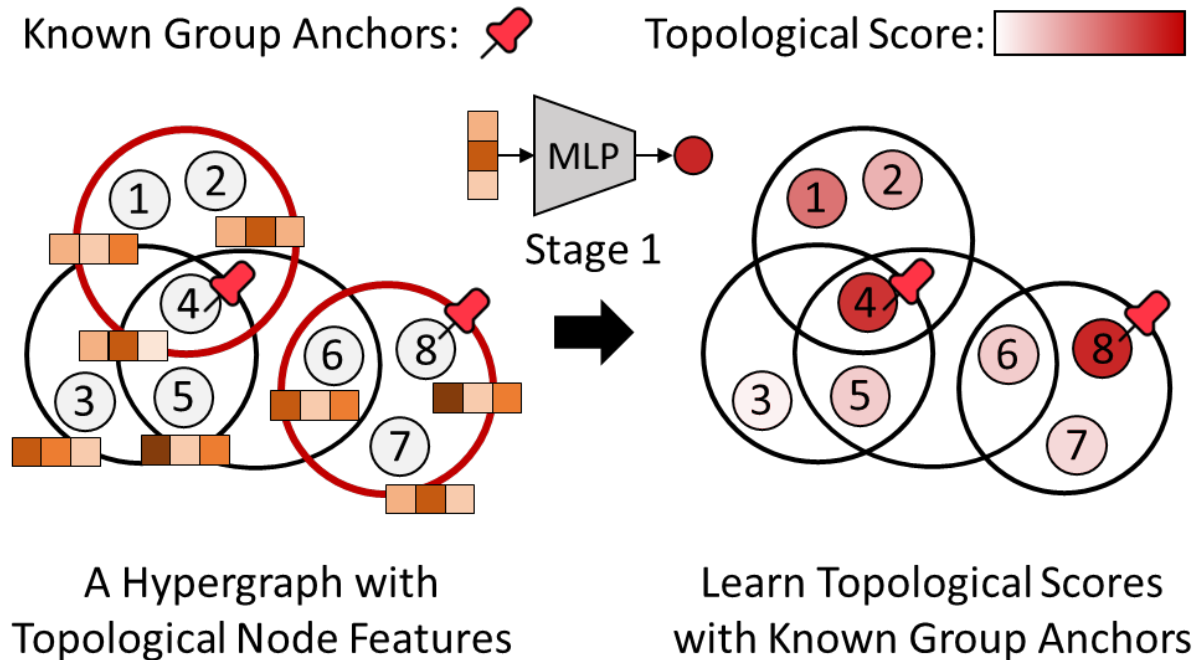 Known Group Anchors:
Topological Score:
MLP
Stage 1
1
2
4
3
5
6
8
7
1
2
4
3
5
6
8
7
A Hypergraph with
Topological Node Features
Learn Topological Scores
with Known Group Anchors